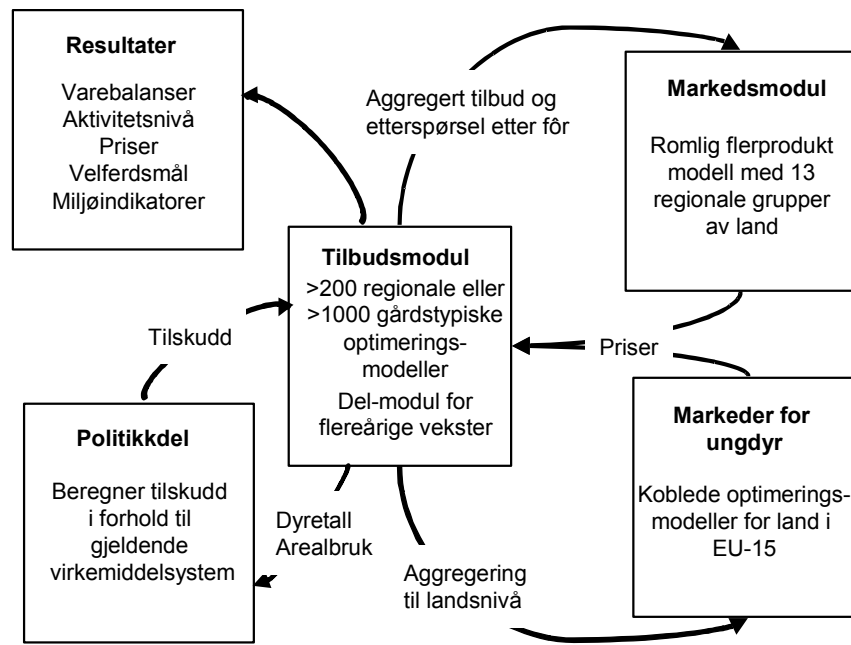 Resultater
Varebalanser
Aktivitetsnivå
Priser
Velferdsmål
Miljøindikatorer
Aggregert tilbud og
etterspørsel etter fôr
Markedsmodul
Romlig flerprodukt
modell med 13
regionale grupper
av land
Tilbudsmodul
>200 regionale eller
>1000 gårdstypiske
optimerings-
modeller
Del-modul for
flereårige vekster
Tilskudd
Priser
Politikkdel
Beregner tilskudd
i forhold til
gjeldende
virkemiddelsystem
Dyretall
Arealbruk
Aggregering
til landsnivå
Markeder for
ungdyr
Koblede optimerings-
modeller for land i
EU-15